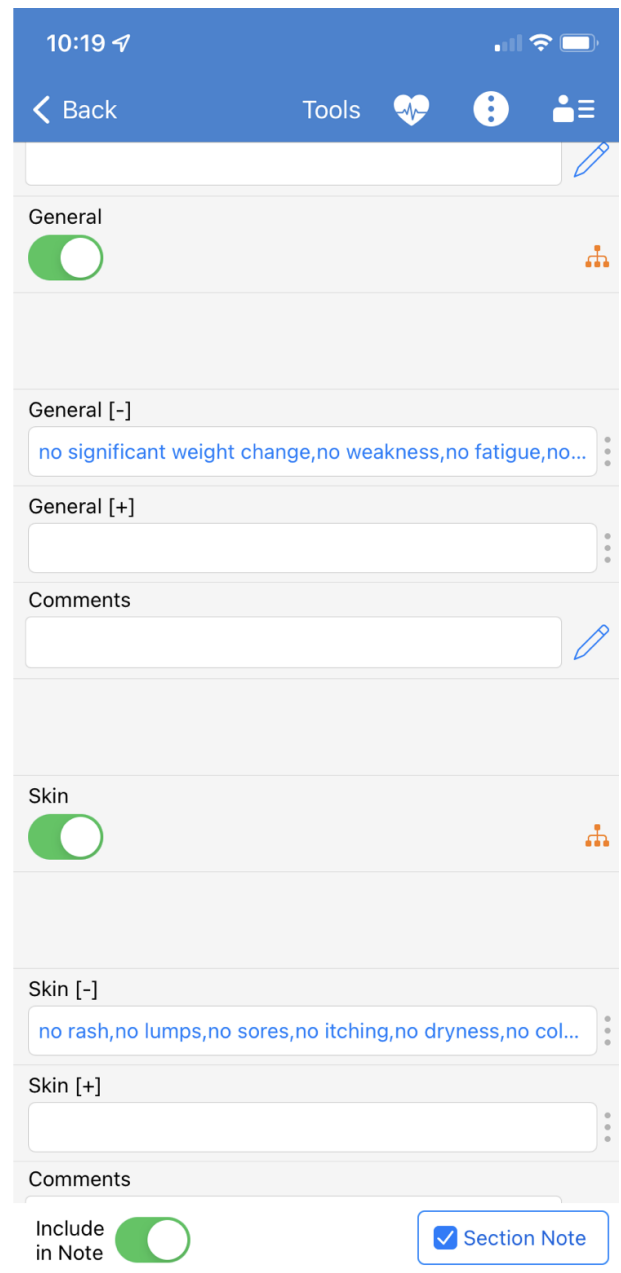 10:19
Back Tools
General
General [-]
no significant weight change,no weakness,no fatigue,no...
General [+]
Comments
Skin
Skin [-]
no rash,no lumps,no sores,no itching,no dryness,no col...
Skin [+]
Comments
Include
in Note
Section Note